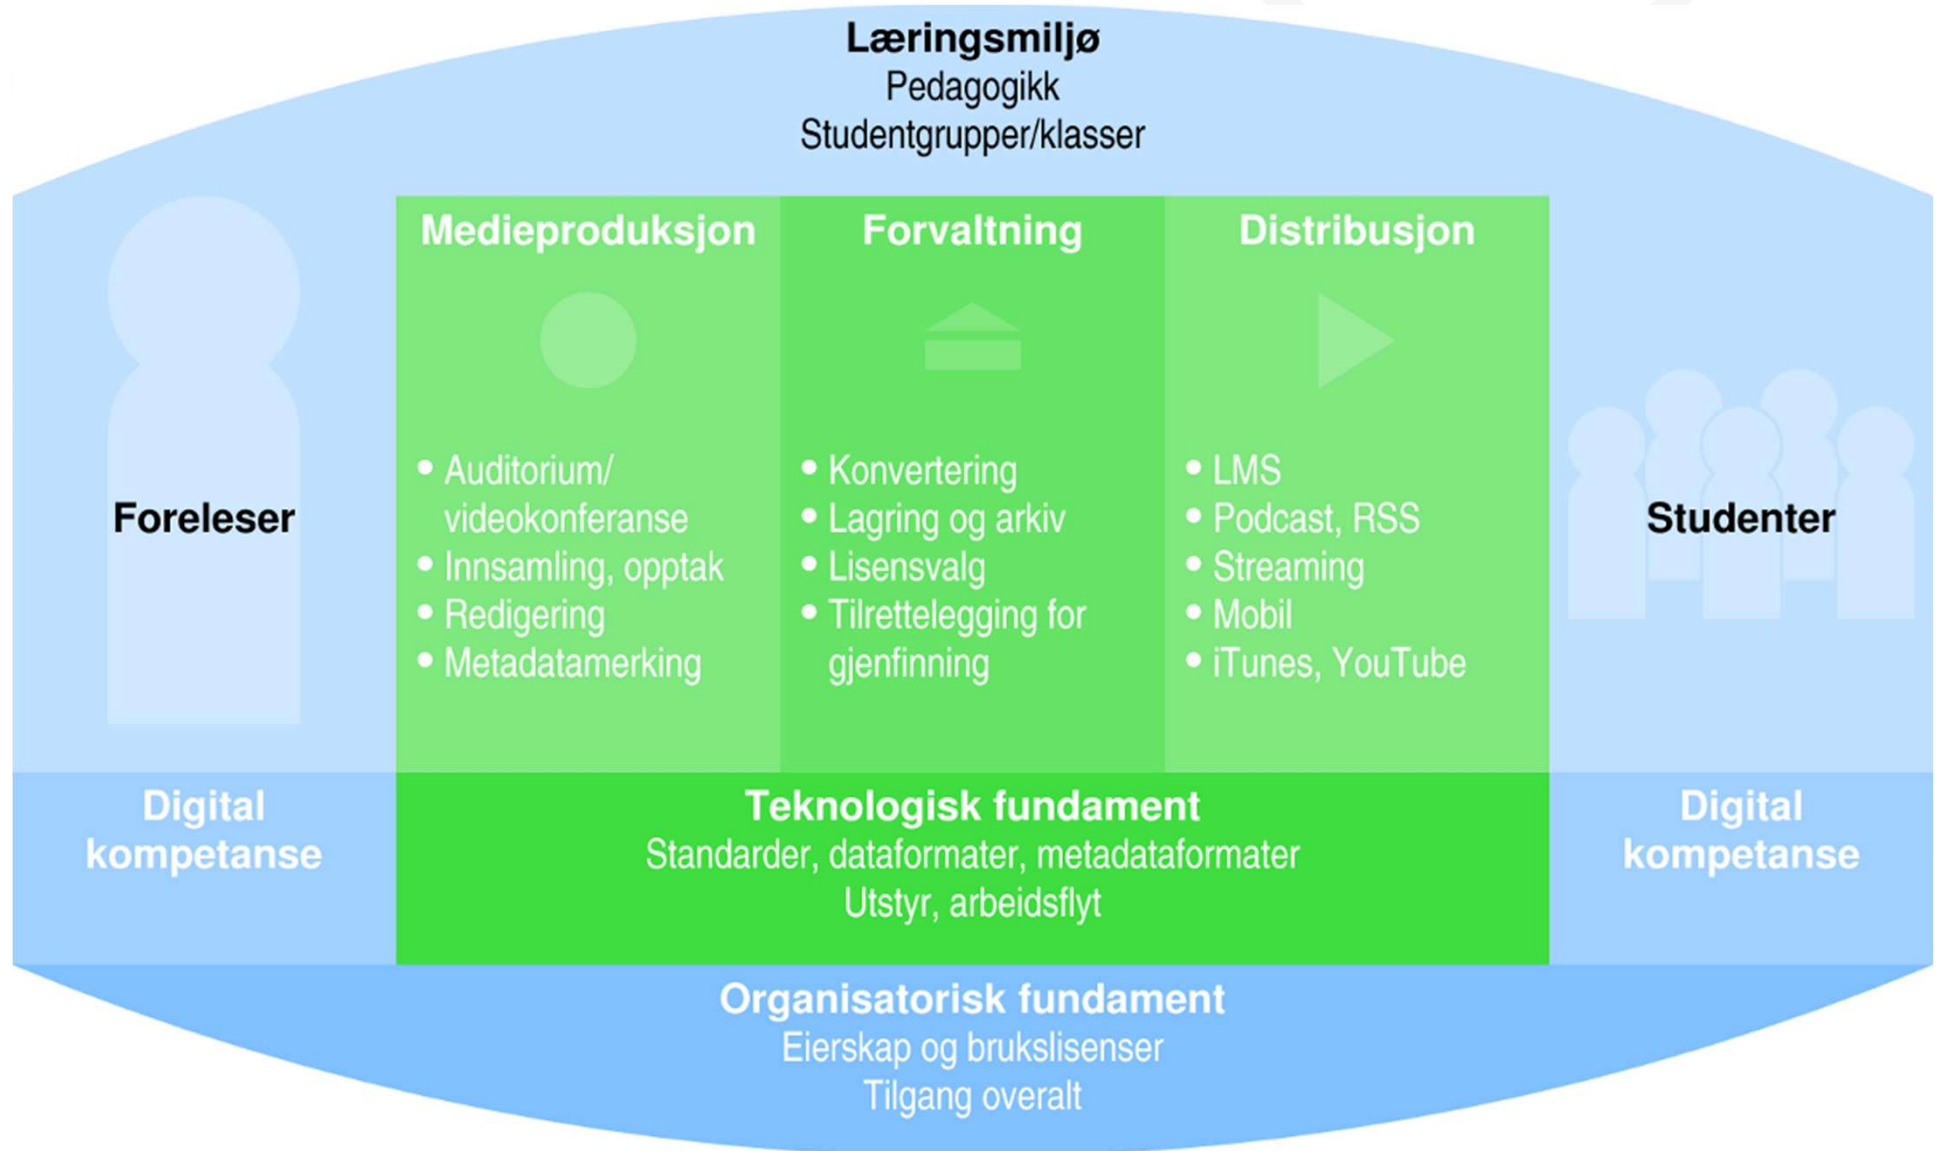 Læringsmiljø
Pedagogikk
Studentgrupper/klasser
Foreleser
Medieproduksjon
• Auditorium/
videokonferanse
• Innsamling, opptak
• Redigering
• Metadatamerking
Forvaltning
• Konvertering
• Lagring og arkiv
• Lisensvalg
• Tilrettelegging for
gjenfinning
Distribusjon
• LMS
• Podcast, RSS
• Streaming
• Mobil
• iTunes, YouTube
Studenter
Digital
kompetanse
Teknologisk fundament
Standarder, dataformater, metadataformater
Utstyr, arbeidsflyt
Digital
kompetanse
Organisatorisk fundament
Eierskap og brukslisenser
Tilgang overalt